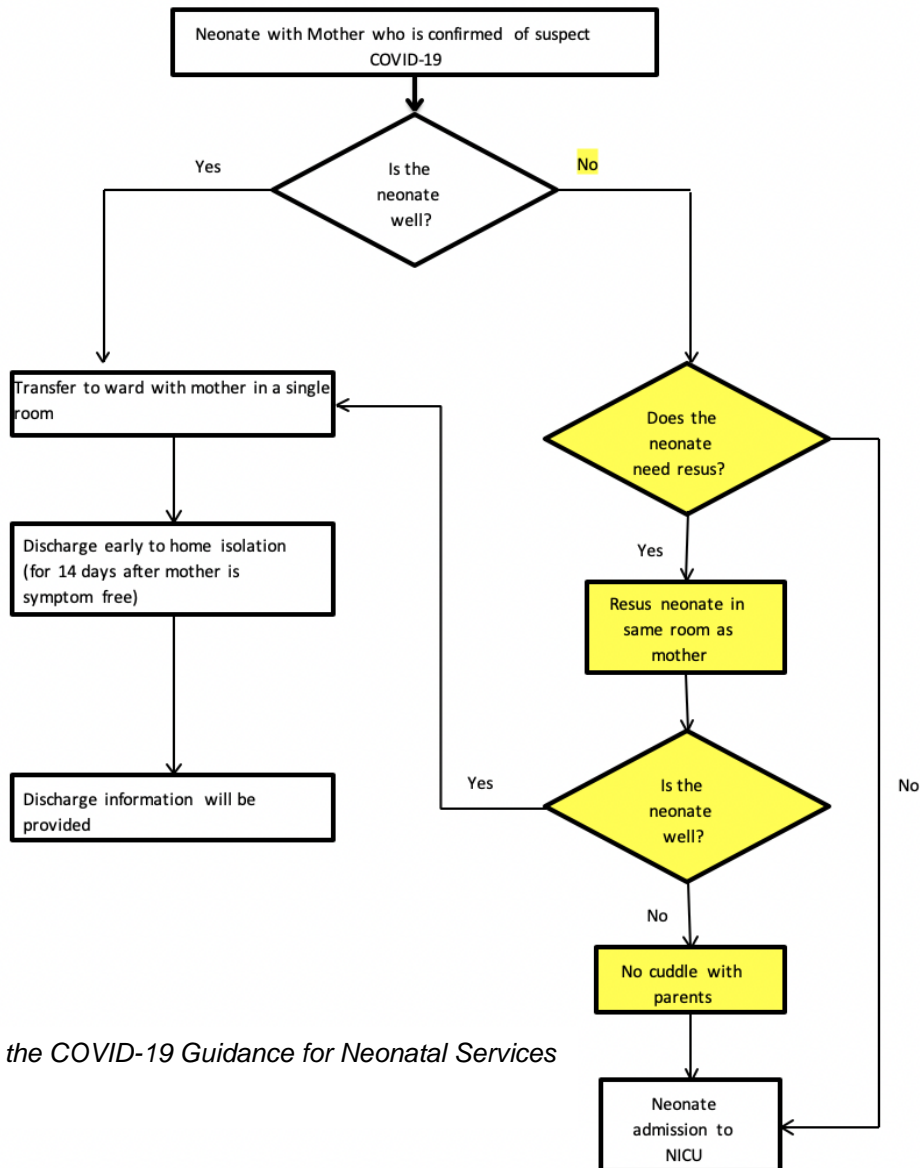 Neonate with Mother who is confirmed of suspect
COVID-19
Yes
Is the
neonate
well?
No
Transfer to ward with mother in a single
room
Does the
neonate
need resus?
Discharge early to home isolation
(for 14 days after mother is
symptom free)
Yes
Resus neonate in
same room as
mother
Discharge information will be
provided
Yes
Is the
neonate
well?
No
No
No cuddle with
parents
the COVID-19 Guidance for Neonatal Services
Neonate
admission to
NICU